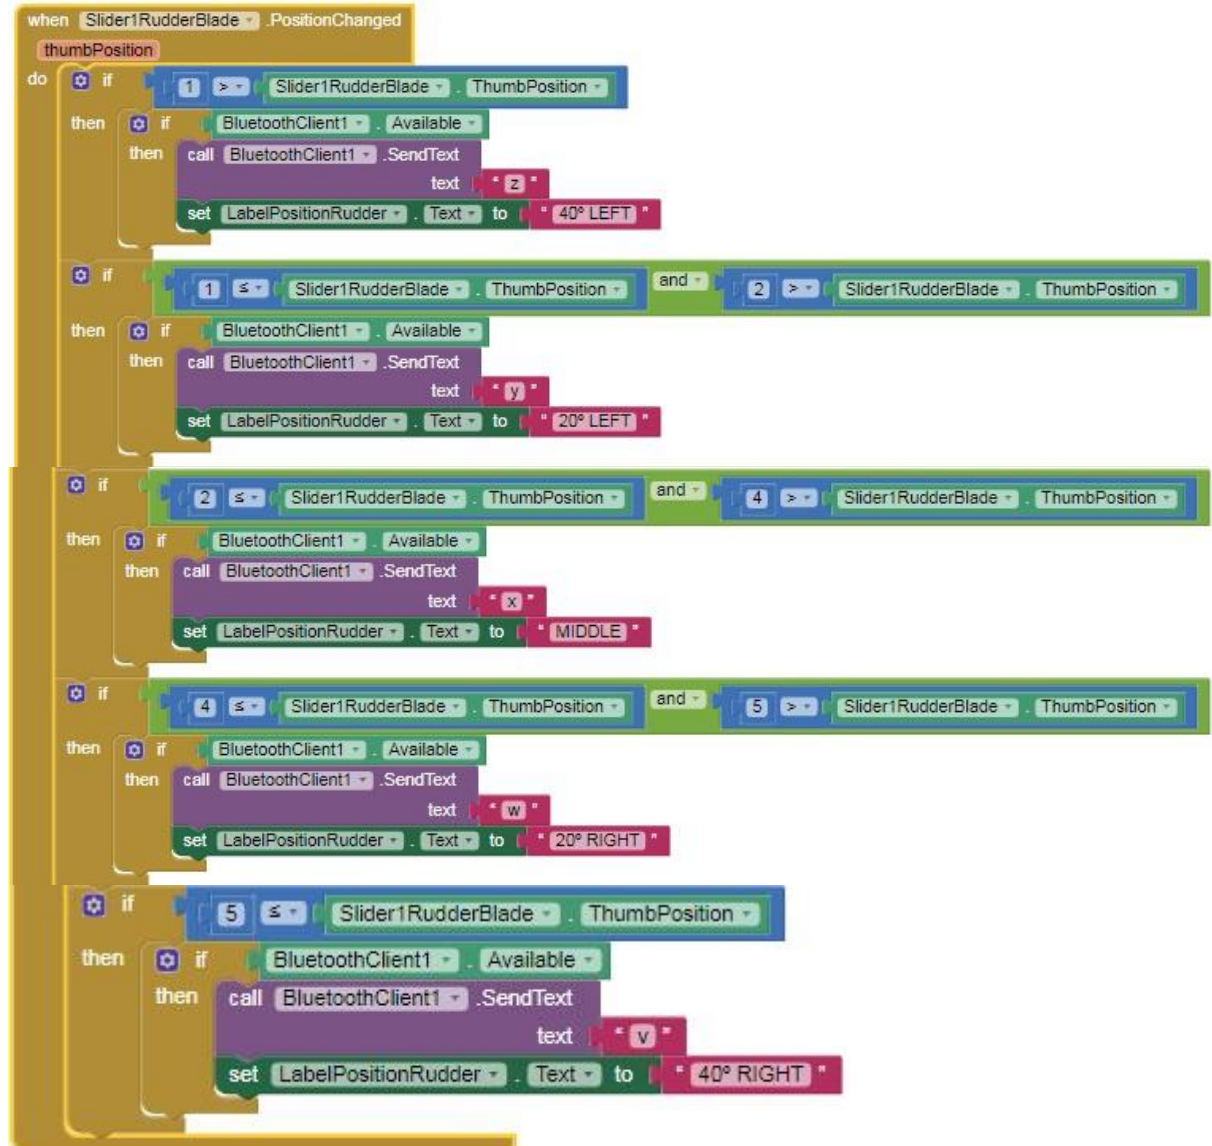 when Slider1RudderBlade .PositionChanged
thumbPosition
do if 1 > Slider1RudderBlade . ThumbPosition
then if BluetoothClient1 . Available
then call BluetoothClient1 .SendText
text " z "
set LabelPositionRudder . Text to " 40º LEFT "
if 1 ≤ Slider1RudderBlade . ThumbPosition and 2 > Slider1RudderBlade . ThumbPosition
then if BluetoothClient1 . Available
then call BluetoothClient1 .SendText
text " y "
set LabelPositionRudder . Text to " 20º LEFT "
if 2 ≤ Slider1RudderBlade . ThumbPosition and 4 > Slider1RudderBlade . ThumbPosition
then if BluetoothClient1 . Available
then call BluetoothClient1 .SendText
text " x "
set LabelPositionRudder . Text to " MIDDLE "
if 4 ≤ Slider1RudderBlade . ThumbPosition and 5 > Slider1RudderBlade . ThumbPosition
then if BluetoothClient1 . Available
then call BluetoothClient1 .SendText
text " w "
set LabelPositionRudder . Text to " 20º RIGHT "
if 5 ≤ Slider1RudderBlade . ThumbPosition
then if BluetoothClient1 . Available
then call BluetoothClient1 .SendText
text " v "
set LabelPositionRudder . Text to " 40º RIGHT "